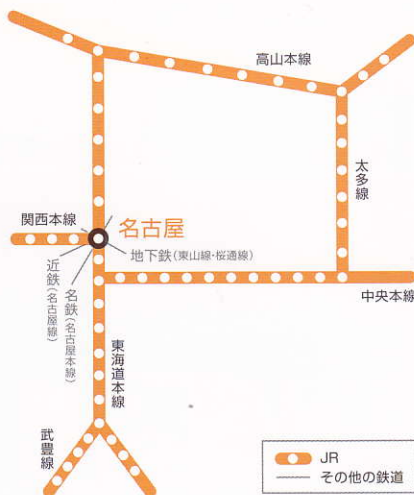 高山本線
太多線
関西本線
名古屋
地下鉄(東山線・桜通線)
近鉄(名古屋線)
名鉄(名古屋本線)
中央本線
東海道本線
武豊線
JR
その他の鉄道